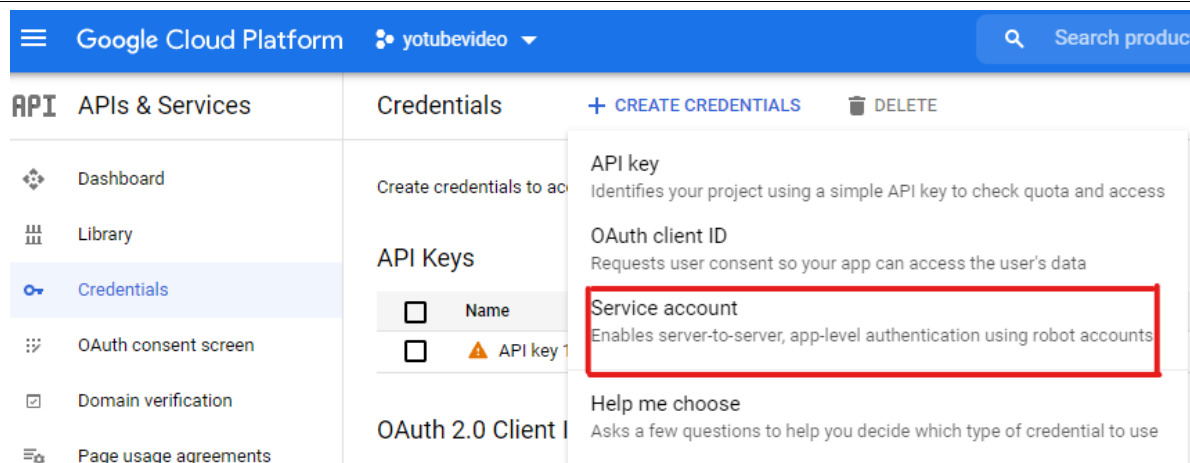 Google Cloud Platform
yotubevideo
Search produc
API
APIs & Services
Credentials
+ CREATE CREDENTIALS
DELETE
Dashboard
Library
Credentials
OAuth consent screen
Domain verification
Page usage agreements
Create credentials to ac
API Keys
Name
API key 1
OAuth 2.0 Client I
API key
Identifies your project using a simple API key to check quota and access
OAuth client ID
Requests user consent so your app can access the user's data
Service account
Enables server-to-server, app-level authentication using robot accounts
Help me choose
Asks a few questions to help you decide which type of credential to use